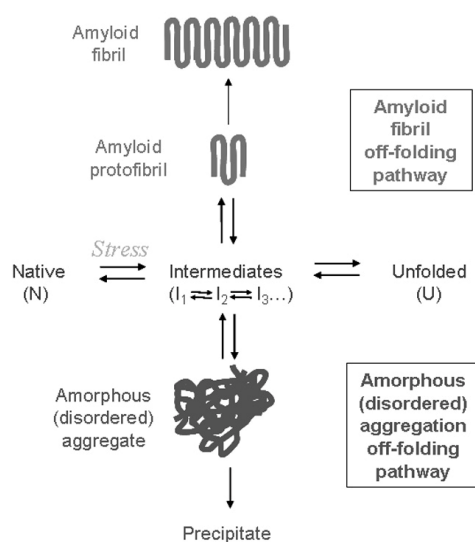 Amyloid
fibril
Amyloid
fibril
off-folding
pathway
Amyloid
protofibril
Stress
Native
(N)
Intermediates
(I1 I2 I3...)
Unfolded
(U)
Amorphous
(disordered)
aggregate
Amorphous
(disordered)
aggregation
off-folding
pathway
Precipitate